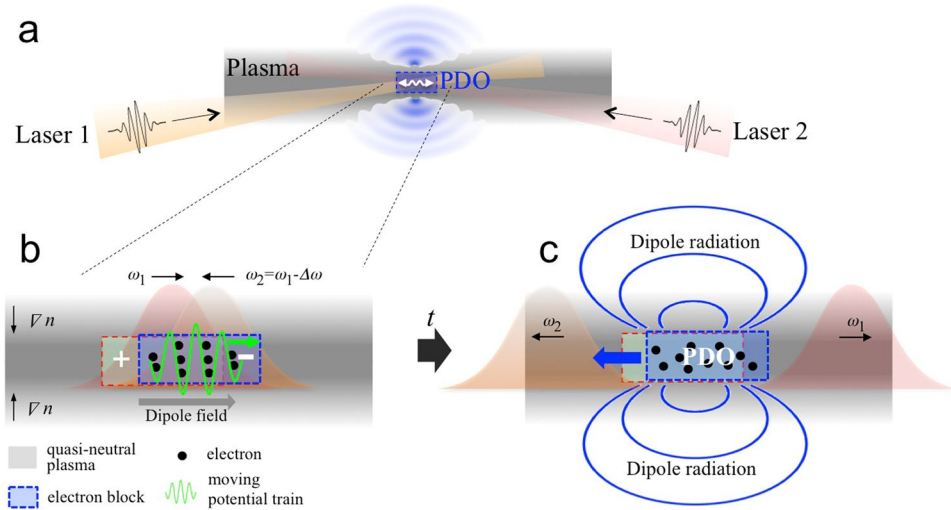 a
Plasma
PDO
Laser 1
Laser 2
b
ω₁
ω₂=ω₁-Δω
∇n
+
−
∇n
Dipole field
quasi-neutral
plasma
electron
electron block
moving
potential train
t
c
Dipole radiation
ω₂
ω₁
PDO
Dipole radiation